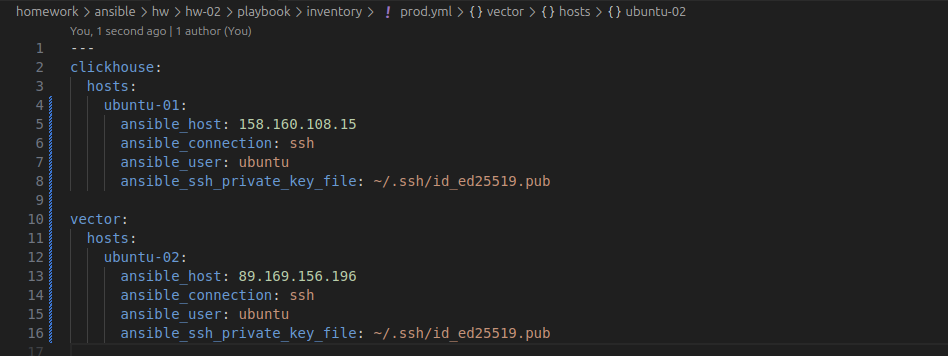 homework > ansible > hw > hw-02 > playbook > inventory > ! prod.yml > {} vector > {} hosts > {} ubuntu-02
You, 1 second ago | 1 author (You)
1 ---
2 clickhouse:
3   hosts:
4     ubuntu-01:
5       ansible_host: 158.160.108.15
6       ansible_connection: ssh
7       ansible_user: ubuntu
8       ansible_ssh_private_key_file: ~/.ssh/id_ed25519.pub
9
10 vector:
11   hosts:
12     ubuntu-02:
13       ansible_host: 89.169.156.196
14       ansible_connection: ssh
15       ansible_user: ubuntu
16       ansible_ssh_private_key_file: ~/.ssh/id_ed25519.pub
17